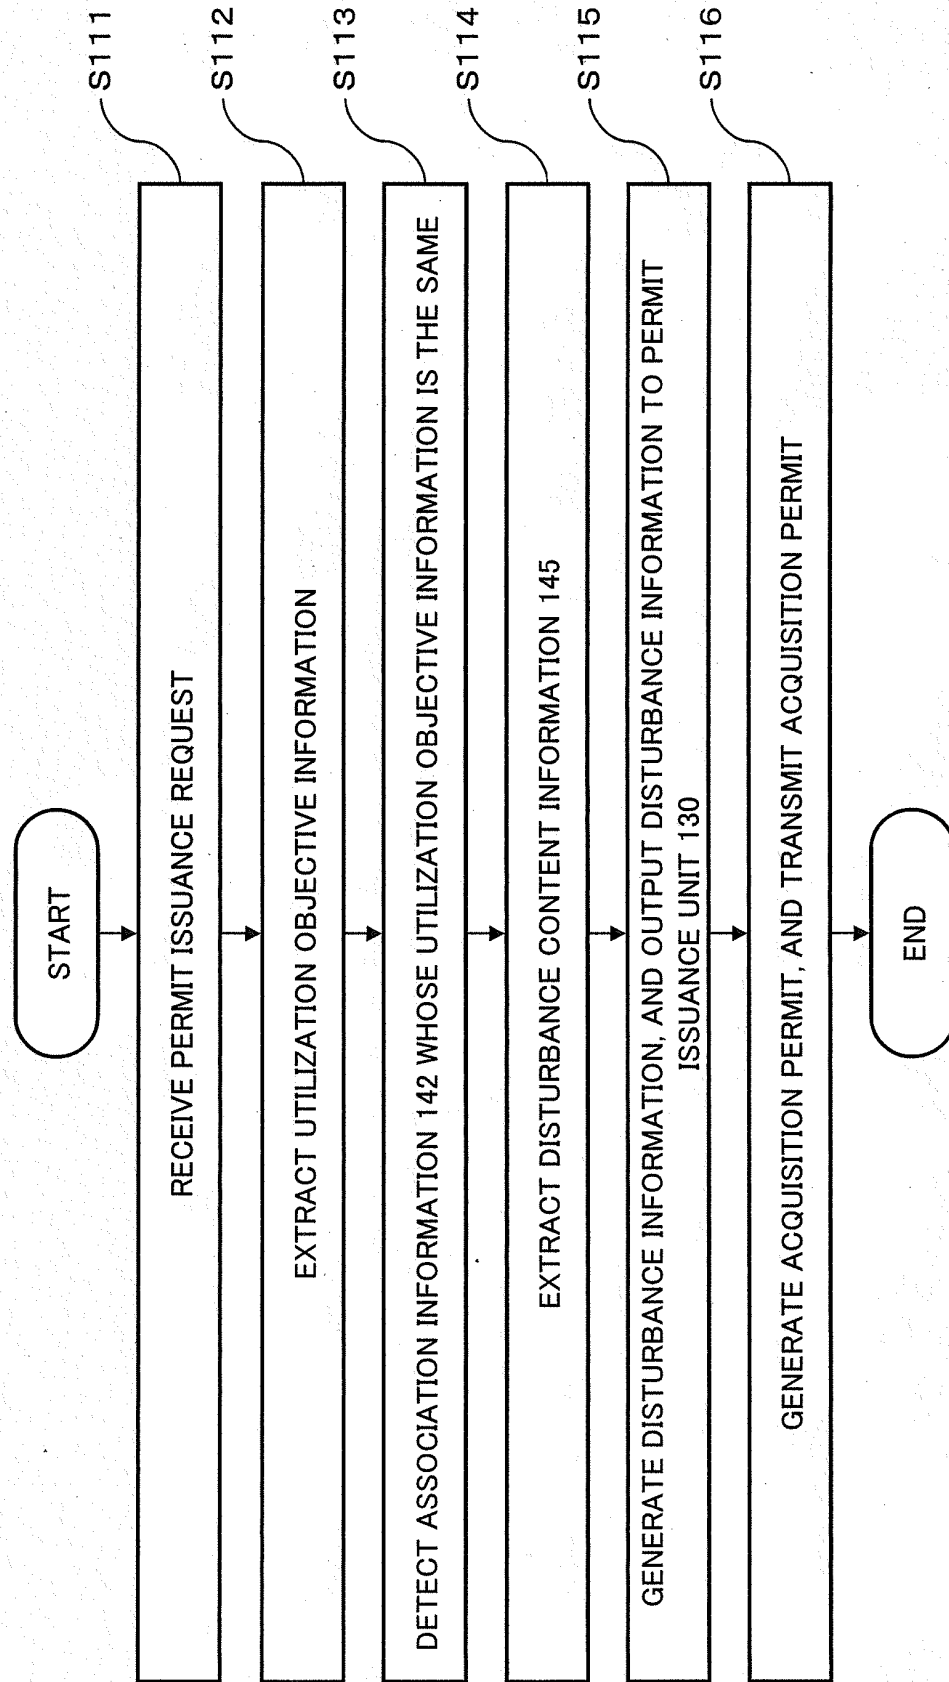 START
RECEIVE PERMIT ISSUANCE REQUEST
S111
EXTRACT UTILIZATION OBJECTIVE INFORMATION
S112
DETECT ASSOCIATION INFORMATION 142 WHOSE UTILIZATION OBJECTIVE INFORMATION IS THE SAME
S113
EXTRACT DISTURBANCE CONTENT INFORMATION 145
S114
GENERATE DISTURBANCE INFORMATION, AND OUTPUT DISTURBANCE INFORMATION TO PERMIT
ISSUANCE UNIT 130
S115
GENERATE ACQUISITION PERMIT, AND TRANSMIT ACQUISITION PERMIT
S116
END